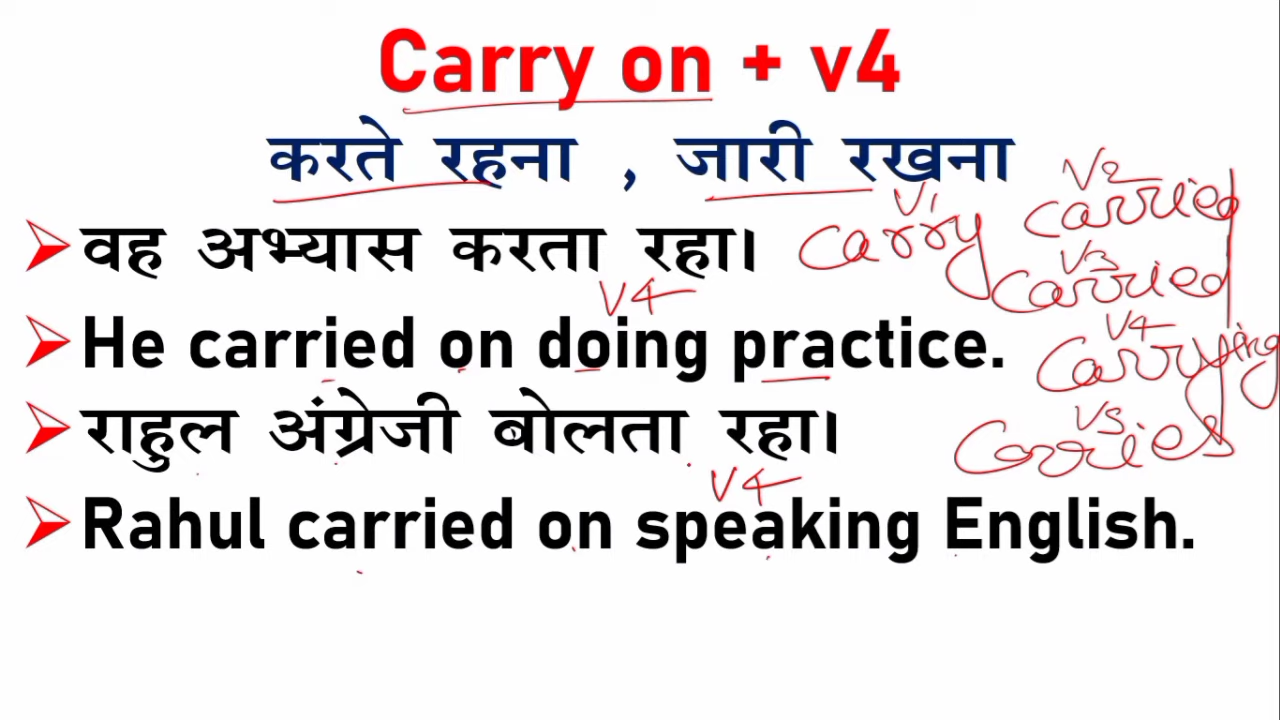 Carry on + v4
करते रहना , जारी रखना
वह अभ्यास करता रहा।
He carried on doing practice.
राहुल अंग्रेजी बोलता रहा।
Rahul carried on speaking English.
V4
V4
V1
carry
V2
carried
V3
carried
V4
carrying
V5
carries